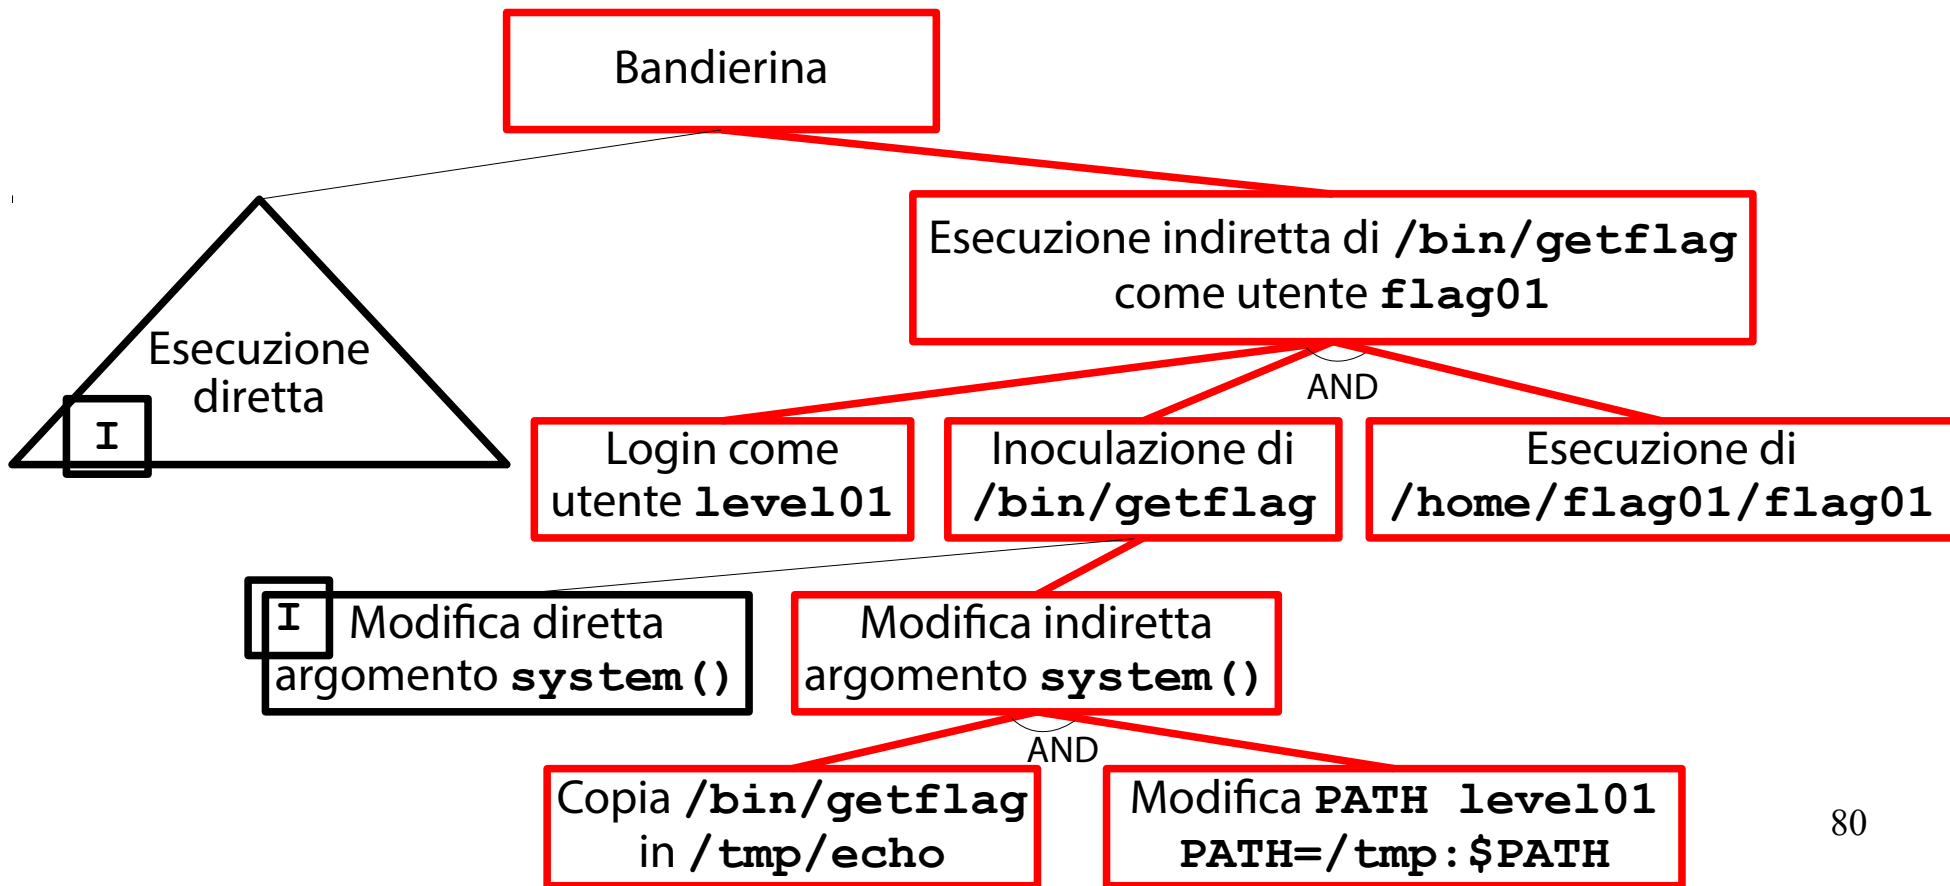 Bandierina
Esecuzione indiretta di /bin/getflag
come utente flag01
Esecuzione
diretta
I
AND
Login come
utente level01
Inoculazione di
/bin/getflag
Esecuzione di
/home/flag01/flag01
I
Modifica diretta
argomento system()
Modifica indiretta
argomento system()
AND
Copia /bin/getflag
in /tmp/echo
Modifica PATH level01
PATH=/tmp:$PATH
80